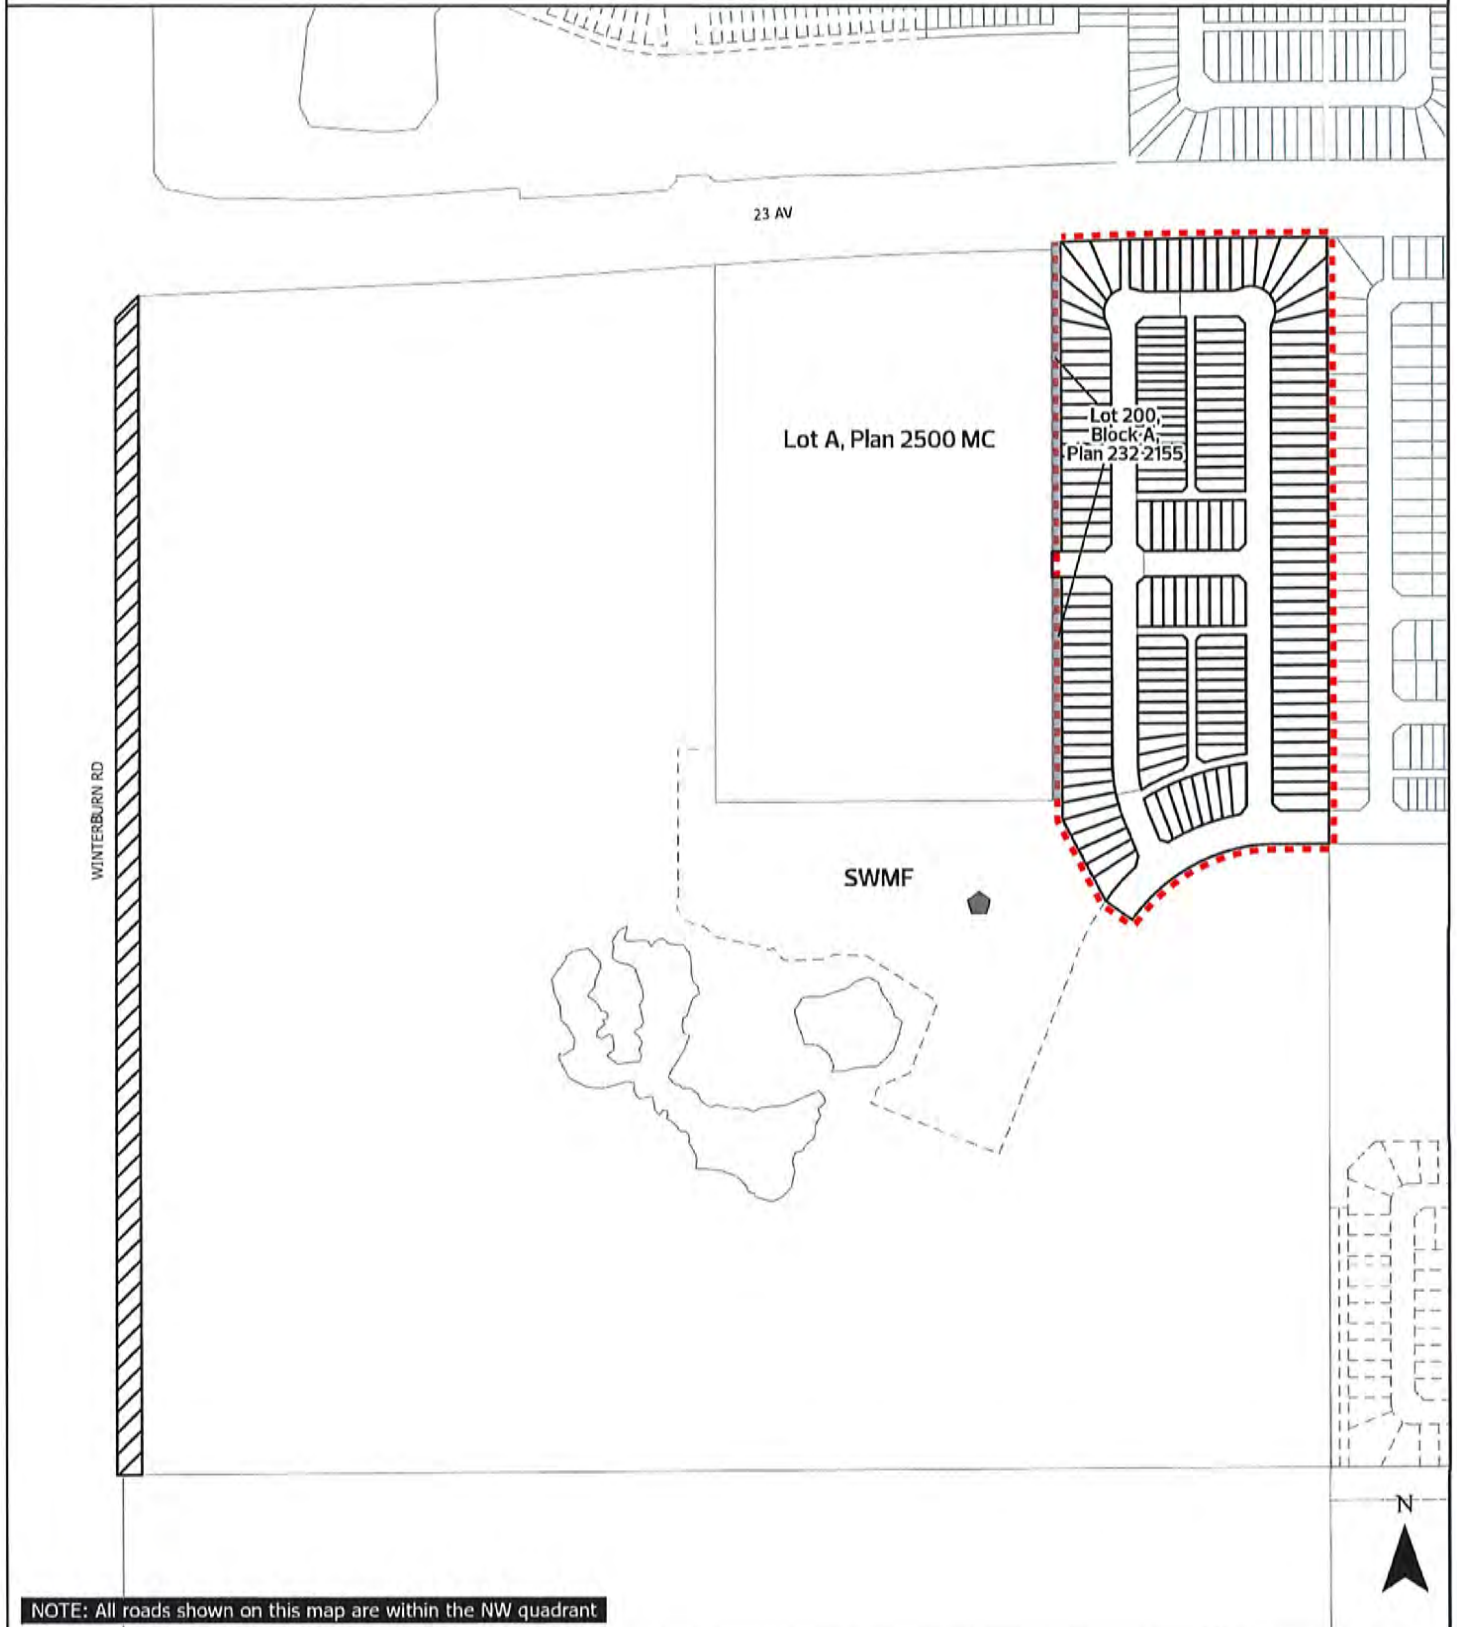 23 AV
Lot A, Plan 2500 MC
Lot 200,
Block A,
Plan 232 2155
WINTERBURN RD
SWMF
N
NOTE: All roads shown on this map are within the NW quadrant